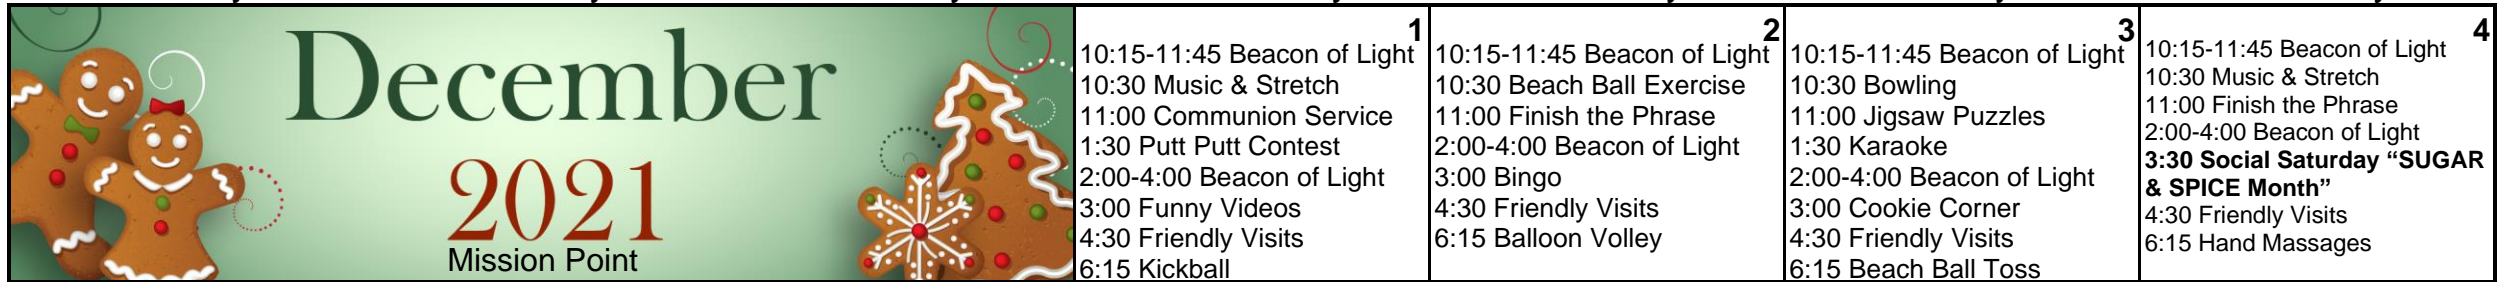 December
2021
Mission Point
1
10:15-11:45 Beacon of Light
10:30 Music & Stretch
11:00 Communion Service
1:30 Putt Putt Contest
2:00-4:00 Beacon of Light
3:00 Funny Videos
4:30 Friendly Visits
6:15 Kickball
2
10:15-11:45 Beacon of Light
10:30 Beach Ball Exercise
11:00 Finish the Phrase
2:00-4:00 Beacon of Light
3:00 Bingo
4:30 Friendly Visits
6:15 Balloon Volley
3
10:15-11:45 Beacon of Light
10:30 Bowling
11:00 Jigsaw Puzzles
1:30 Karaoke
2:00-4:00 Beacon of Light
3:00 Cookie Corner
4:30 Friendly Visits
6:15 Beach Ball Toss
4
10:15-11:45 Beacon of Light
10:30 Music & Stretch
11:00 Finish the Phrase
2:00-4:00 Beacon of Light
3:30 Social Saturday “SUGAR
& SPICE Month”
4:30 Friendly Visits
6:15 Hand Massages